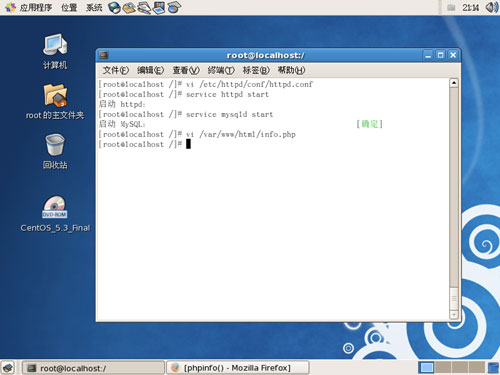 应用程序 位置 系统 21:14
root@localhost:/
文件(F) 编辑(E) 查看(V) 终端(T) 标签(B) 帮助(H)
[root@localhost /]# vi /etc/httpd/conf/httpd.conf
[root@localhost /]# service httpd start
启动 httpd:
[root@localhost /]# service mysqld start
启动 MySQL: [确定]
[root@localhost /]# vi /var/www/html/info.php
[root@localhost /]#
计算机
root 的主文件夹
回收站
DVD-ROM
CentOS_5.3_Final
root@localhost:/
[phpinfo() - Mozilla Firefox]